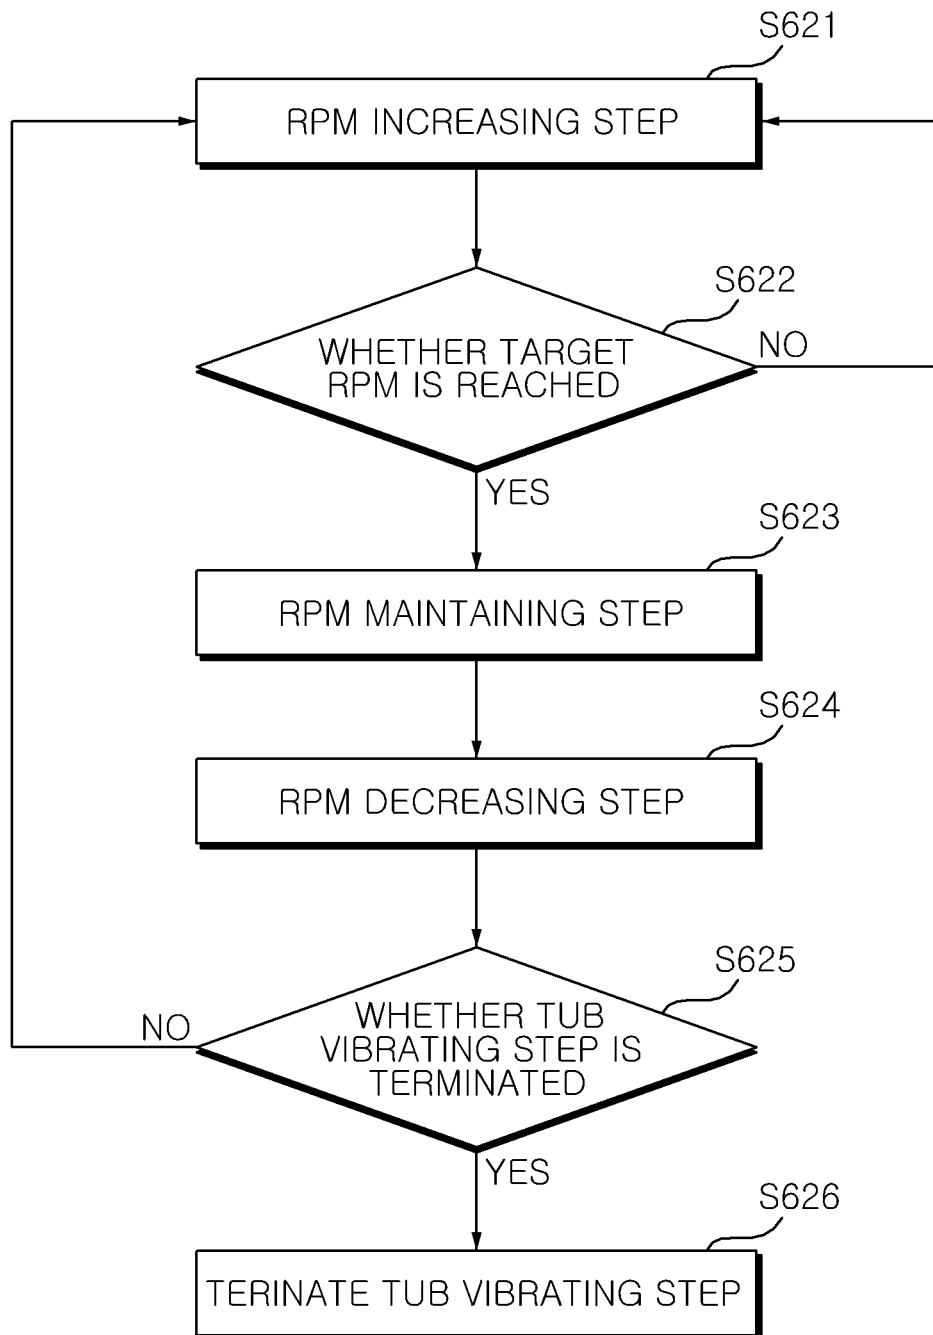 S621
RPM INCREASING STEP
S622
WHETHER TARGET
RPM IS REACHED
NO
YES
S623
RPM MAINTAINING STEP
S624
RPM DECREASING STEP
S625
WHETHER TUB
VIBRATING STEP IS
TERMINATED
NO
YES
S626
TERINATE TUB VIBRATING STEP